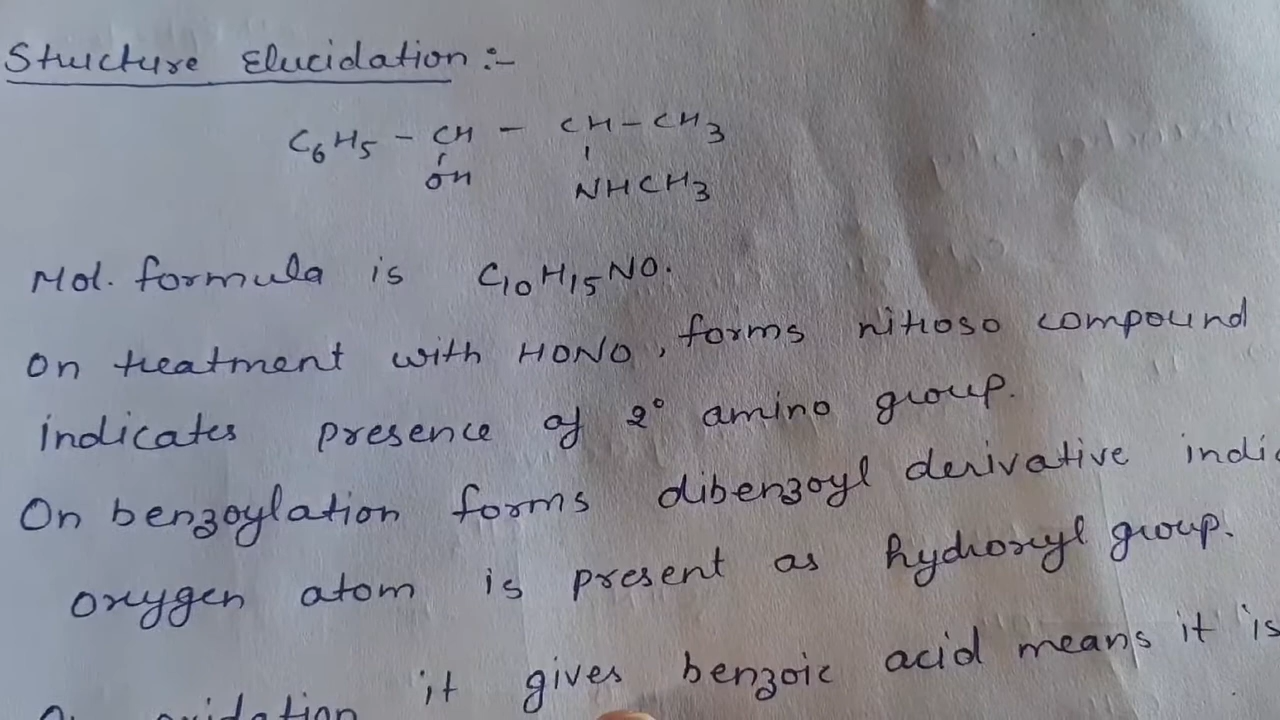 Structure Elucidation :-
C6H5 - CH - CH - CH3
OH NHCH3
Mol. formula is C10H15NO.
On treatment with HONO, forms nitroso compound
indicates presence of 2° amino group.
On benzoylation forms dibenzoyl derivative
oxygen atom is present as hydroxyl group.
oxidation it gives benzoic acid means it is